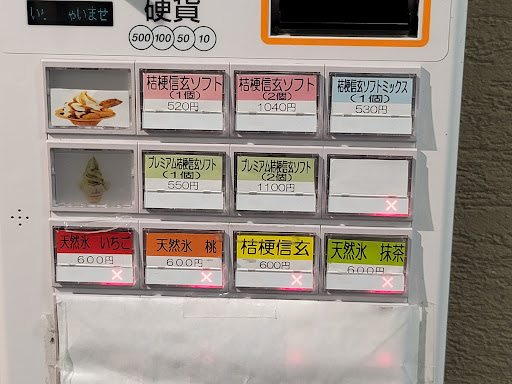 いらっしゃいませ
硬貨
500 100 50 10
桔梗信玄ソフト
(1個)
520円
桔梗信玄ソフト
(2個)
1040円
桔梗信玄ソフトミックス
(1個)
530円
プレミアム桔梗信玄ソフト
(1個)
550円
プレミアム桔梗信玄ソフト
(2個)
1100円
天然氷 いちご
600円
天然氷 桃
600円
桔梗信玄
600円
天然氷 抹茶
600円